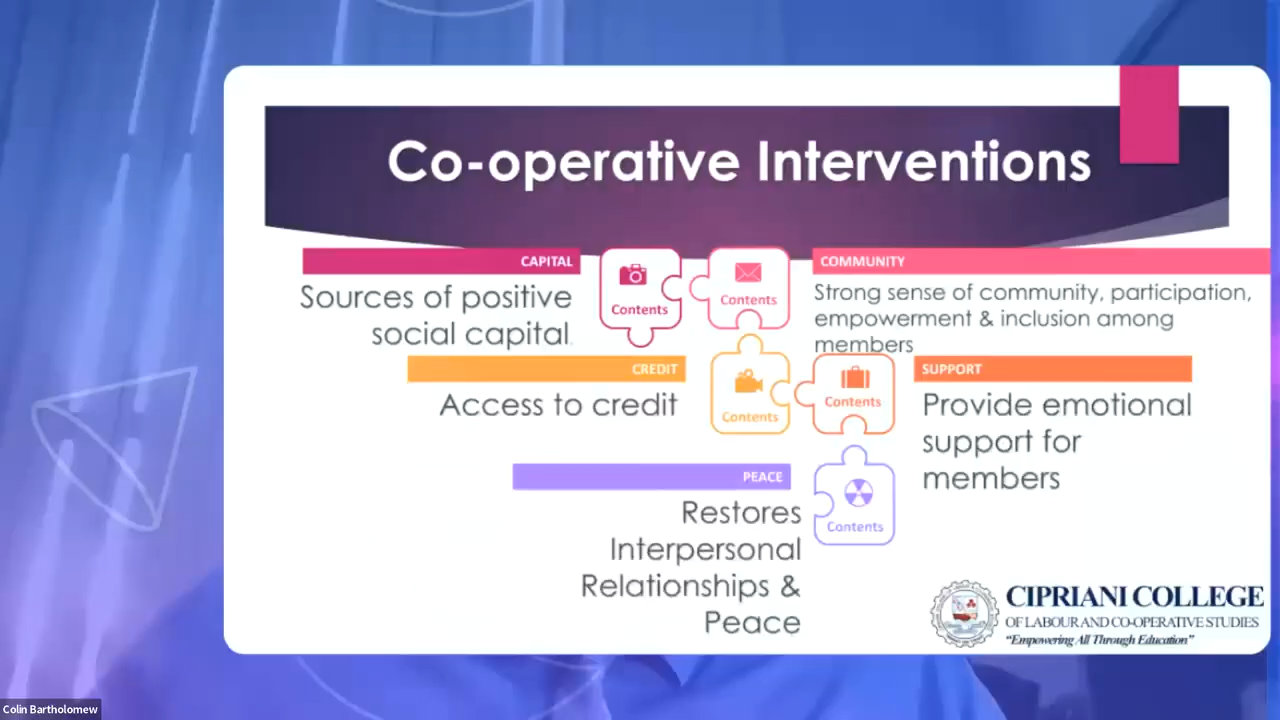 Co-operative Interventions
CAPITAL
Sources of positive
social capital.
Contents
Contents
COMMUNITY
Strong sense of community, participation,
empowerment & inclusion among
members
CREDIT
Access to credit
Contents
Contents
SUPPORT
Provide emotional
support for
members
PEACE
Restores
Interpersonal
Relationships &
Peace
Contents
CIPRIANI COLLEGE
OF LABOUR AND CO-OPERATIVE STUDIES
"Empowering All Through Education"
Colin Bartholomew